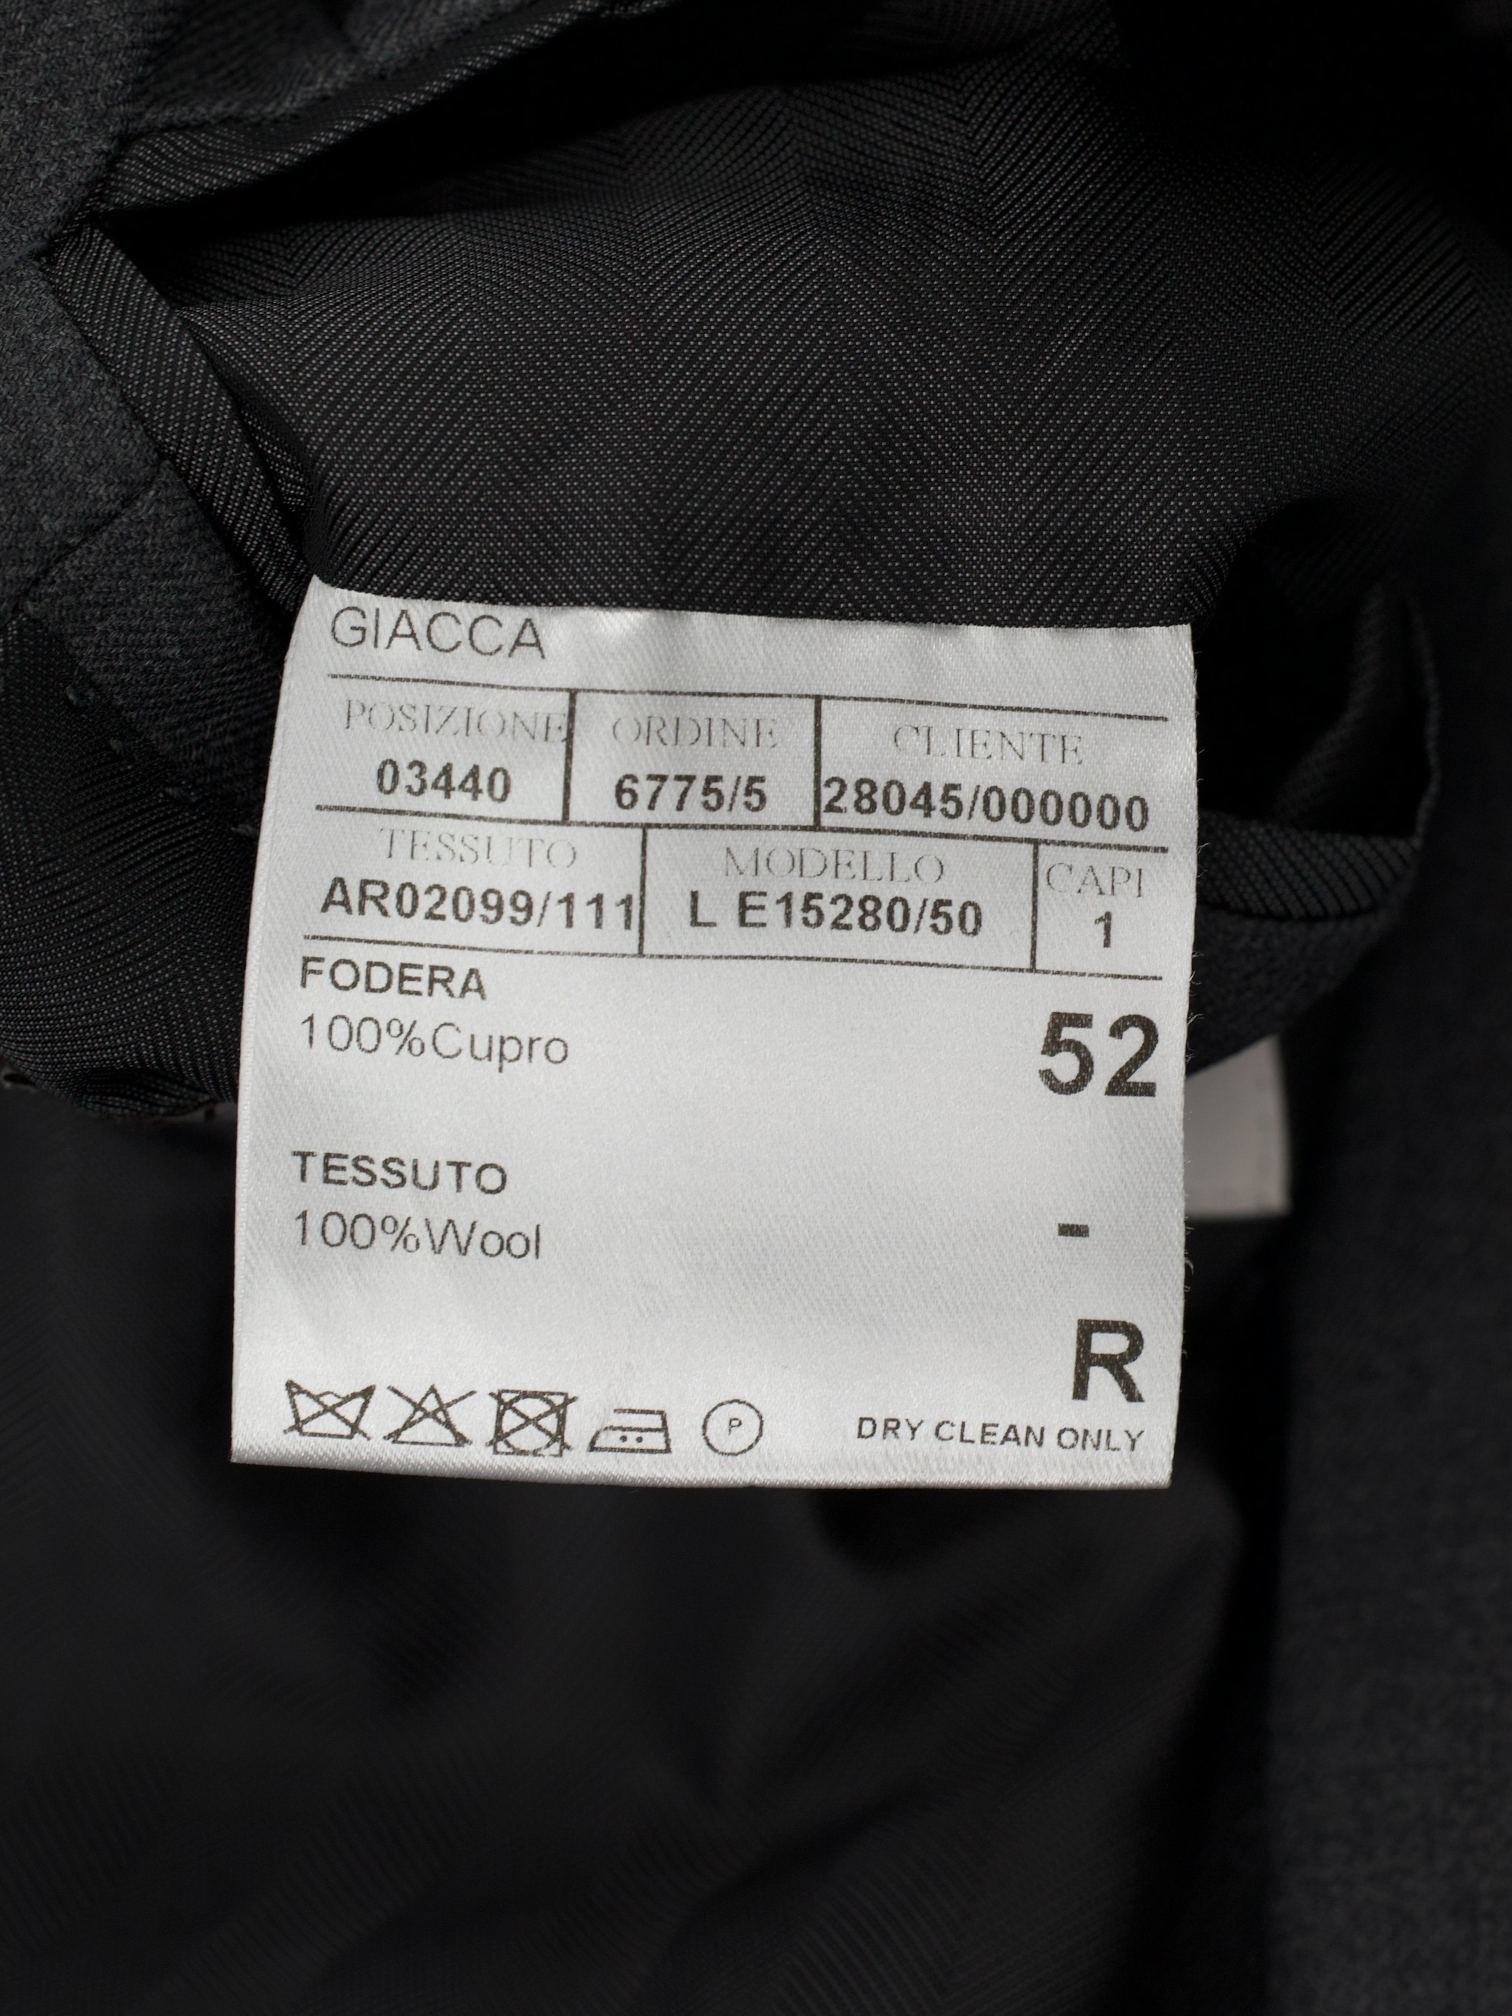 GIACCA
POSIZIONE ORDINE CLIENTE
03440 6775/5 28045/000000
TESSUTO MODELLO CAPI
AR02099/111 L E15280/50 1
FODERA
100%Cupro
52
TESSUTO
100%Wool
-
R
P
DRY CLEAN ONLY